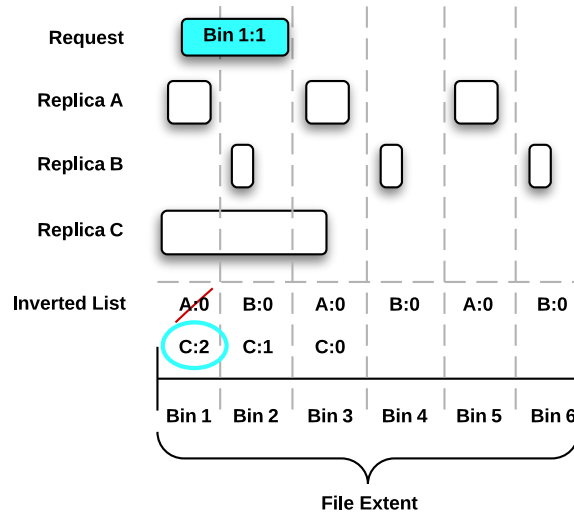 Request Bin 1:1
Replica A
Replica B
Replica C
Inverted List A:0 B:0 A:0 B:0 A:0 B:0
C:2 C:1 C:0
Bin 1 Bin 2 Bin 3 Bin 4 Bin 5 Bin 6
File Extent